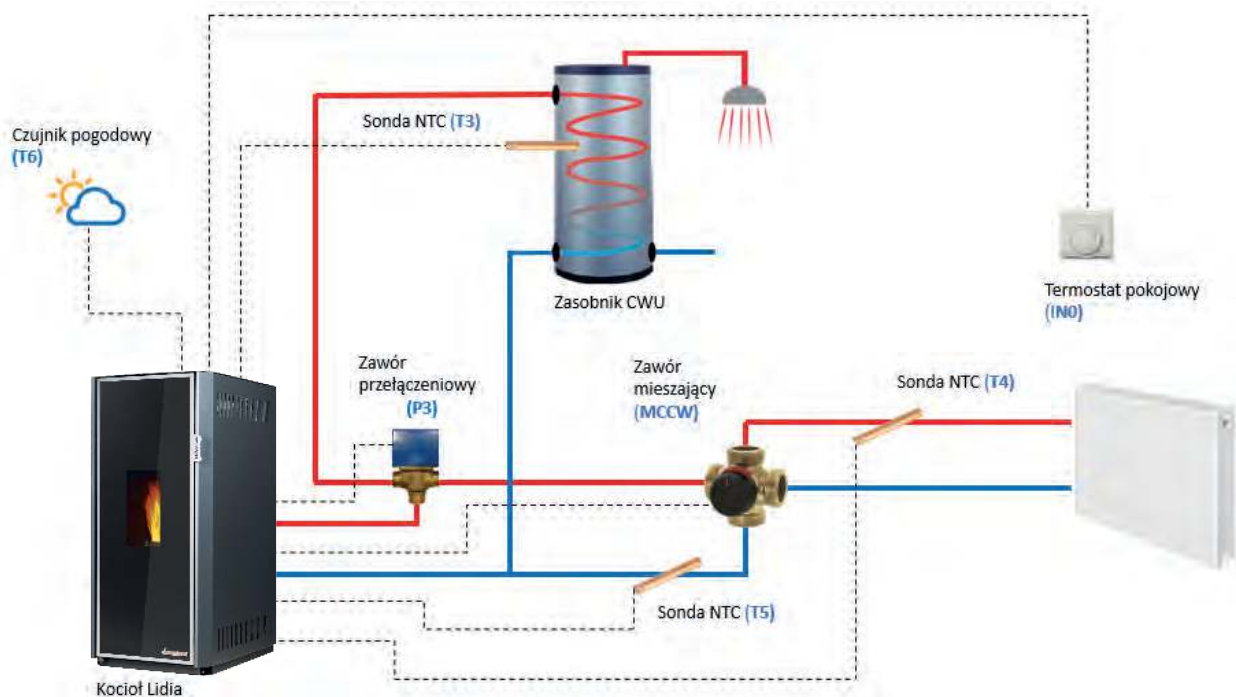 Sonda NTC (T3)
Czujnik pogodowy
(T6)
Zasobnik CWU
Termostat pokojowy
(IN0)
Zawór
przełączeniowy
(P3)
Zawór
mieszający
(MCCW)
Sonda NTC (T4)
Sonda NTC (T5)
Kocioł Lidia